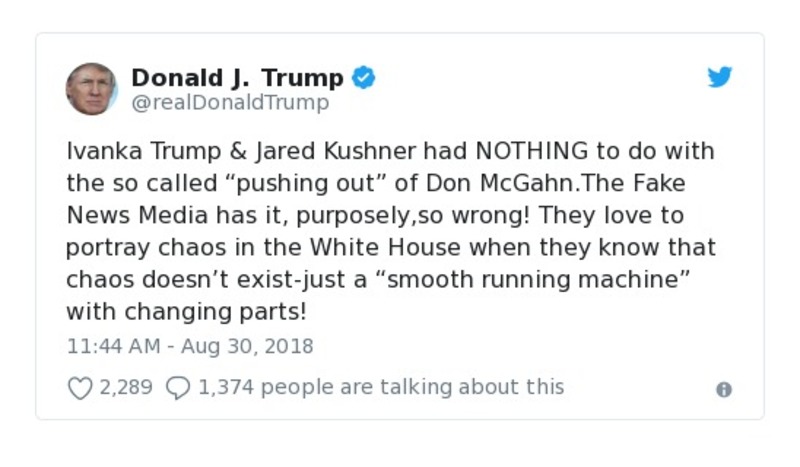 Donald J. Trump
@realDonaldTrump
Ivanka Trump & Jared Kushner had NOTHING to do with
the so called “pushing out” of Don McGahn.The Fake
News Media has it, purposely,so wrong! They love to
portray chaos in the White House when they know that
chaos doesn’t exist-just a “smooth running machine”
with changing parts!
11:44 AM - Aug 30, 2018
2,289 1,374 people are talking about this